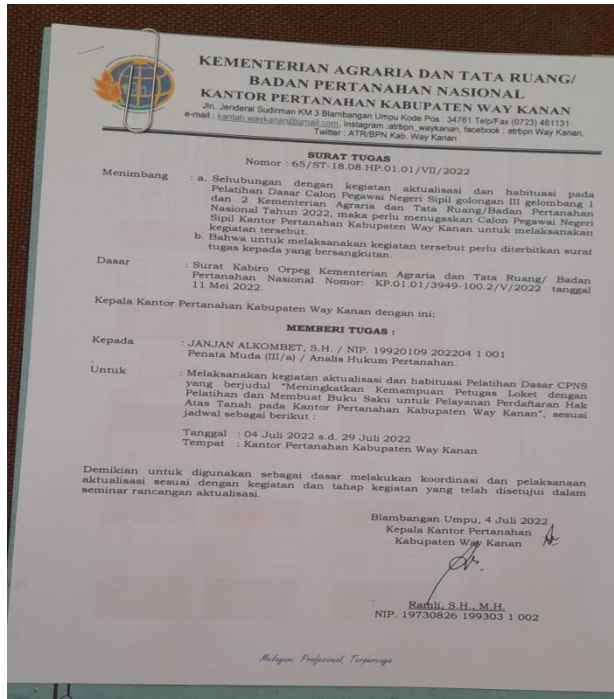 KEMENTERIAN AGRARIA DAN TATA RUANG/
BADAN PERTANAHAN NASIONAL
KANTOR PERTANAHAN KABUPATEN WAY KANAN
Jln. Jenderal Sudirman KM 3 Blambangan Umpu Kode Pos : 34761 Telp/Fax (0723) 461131
e-mail : kantah.waykanan@gmail.com, Instagram :atrbpn_waykanan, facebook : atrbpn Way Kanan,
Twitter : ATR/BPN Kab. Way Kanan
SURAT TUGAS
Nomor : 65/ST-18.08.HP.01.01/VII/2022
Menimbang : a. Sehubungan dengan kegiatan aktualisasi dan habituasi pada
Pelatihan Dasar Calon Pegawai Negeri Sipil golongan III gelombang 1
dan 2 Kementerian Agraria dan Tata Ruang/Badan Pertanahan
Nasional Tahun 2022, maka perlu menugaskan Calon Pegawai Negeri
Sipil Kantor Pertanahan Kabupaten Way Kanan untuk melaksanakan
kegiatan tersebut.
b. Bahwa untuk melaksanakan kegiatan tersebut perlu diterbitkan surat
tugas kepada yang bersangkutan.
Dasar : Surat Kabiro Orpeg Kementerian Agraria dan Tata Ruang/ Badan
Pertanahan Nasional Nomor: KP.01.01/3949-100.2/V/2022 tanggal
11 Mei 2022.
Kepala Kantor Pertanahan Kabupaten Way Kanan dengan ini;
MEMBERI TUGAS :
Kepada : JANJAN ALKOMBET, S.H. / NIP. 19920109 202204 1 001
Penata Muda (III/a) / Analis Hukum Pertanahan.
Untuk : Melaksanakan kegiatan aktualisasi dan habituasi Pelatihan Dasar CPNS
yang berjudul "Meningkatkan Kemampuan Petugas Loket dengan
Pelatihan dan Membuat Buku Saku untuk Pelayanan Perdaftaran Hak
Atas Tanah pada Kantor Pertanahan Kabupaten Way Kanan", sesuai
jadwal sebagai berikut :
Tanggal : 04 Juli 2022 s.d. 29 Juli 2022
Tempat : Kantor Pertanahan Kabupaten Way Kanan
Demikian untuk digunakan sebagai dasar melakukan koordinasi dan pelaksanaan
aktualisasi sesuai dengan kegiatan dan tahap kegiatan yang telah disetujui dalam
seminar rancangan aktualisasi.
Blambangan Umpu, 4 Juli 2022
Kepala Kantor Pertanahan
Kabupaten Way Kanan
Ramli, S.H., M.H.
NIP. 19730826 199303 1 002
Melayani, Profesional, Terpercaya